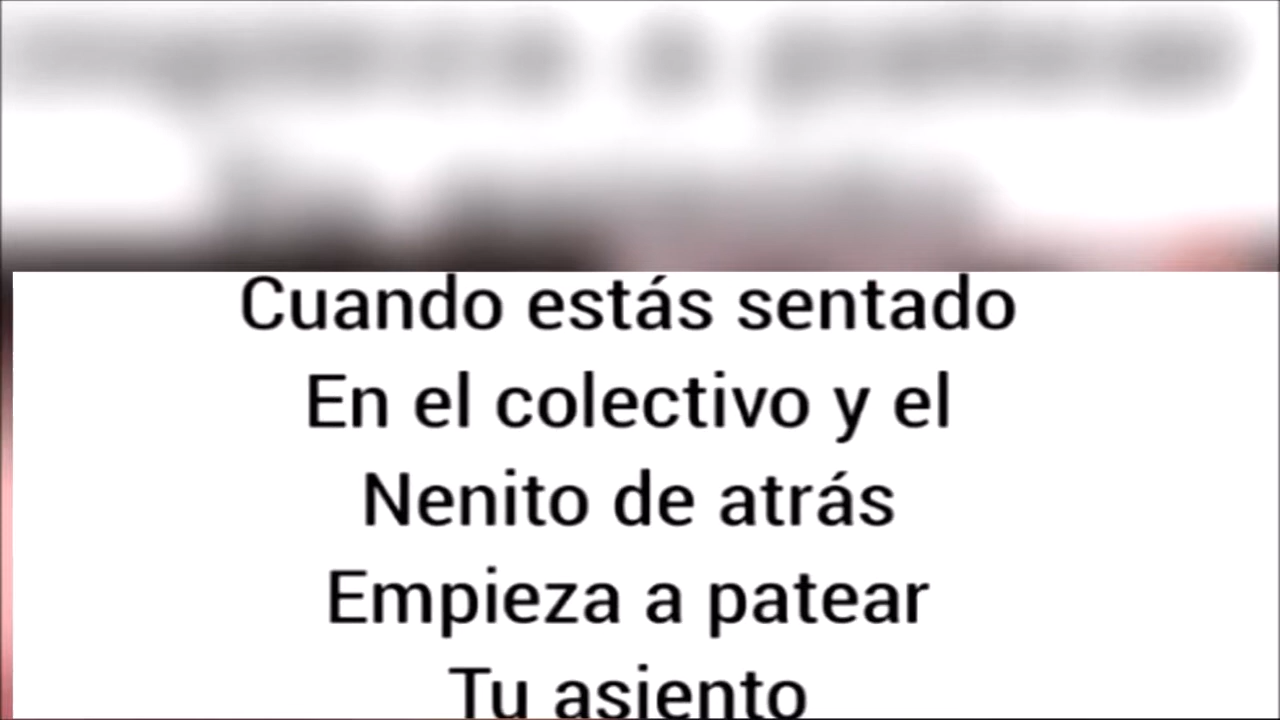 Cuando estás sentado
En el colectivo y el
Nenito de atrás
Empieza a patear
Tu asiento